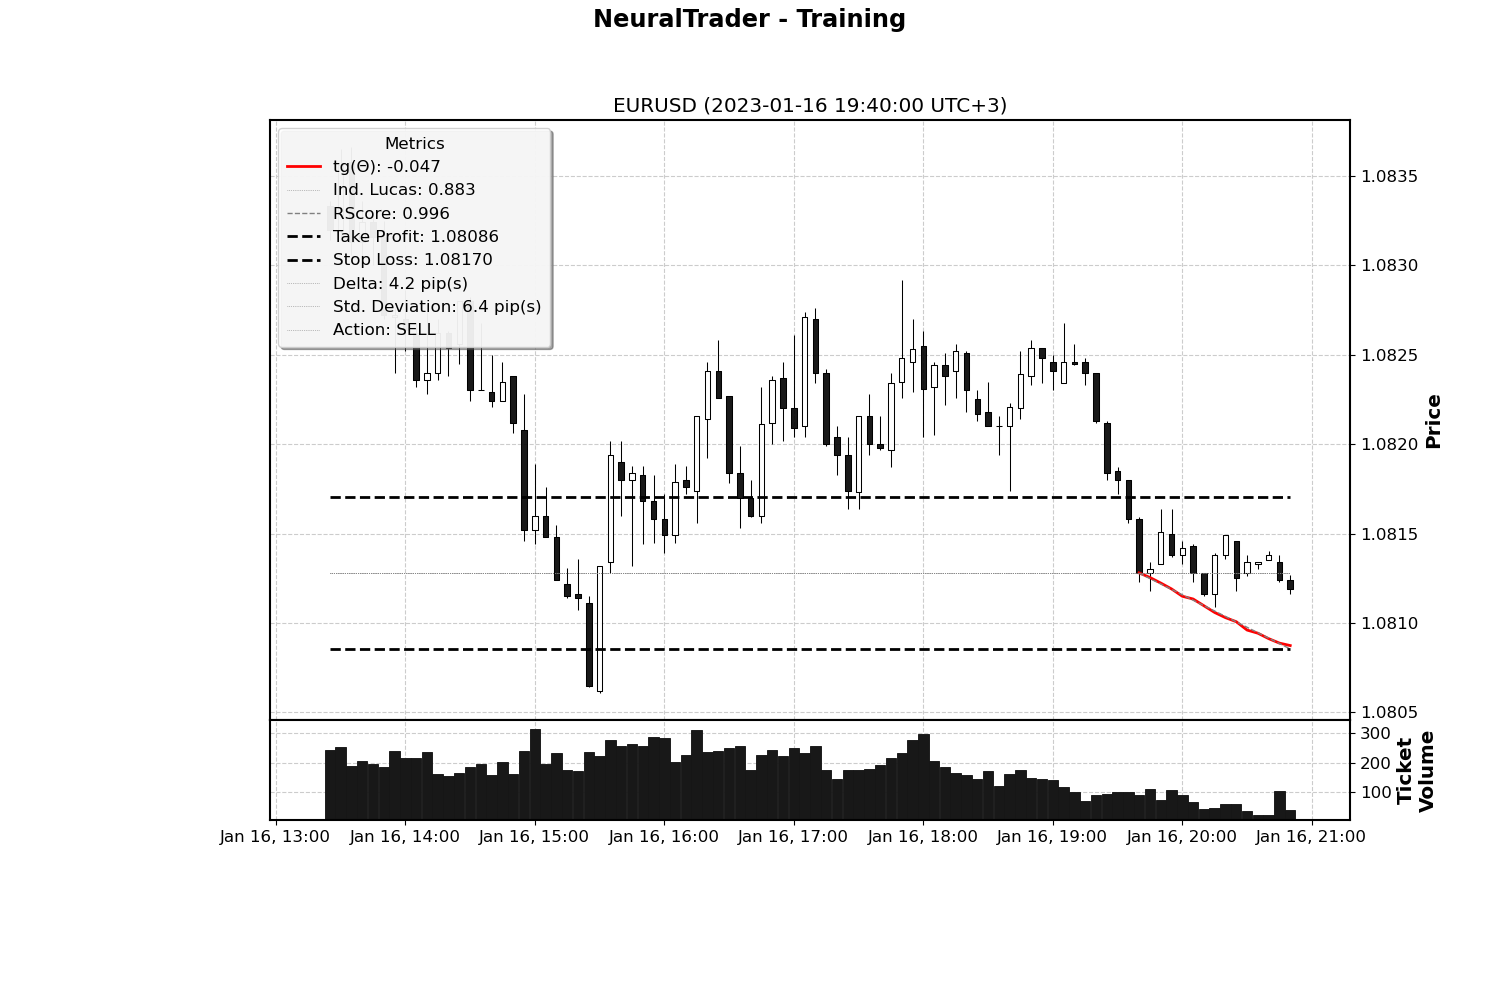 NeuralTrader - Training
EURUSD (2023-01-16 19:40:00 UTC+3)
Metrics
tg(Θ): -0.047
Ind. Lucas: 0.883
RScore: 0.996
Take Profit: 1.08086
Stop Loss: 1.08170
Delta: 4.2 pip(s)
Std. Deviation: 6.4 pip(s)
Action: SELL
1.0835
1.0830
1.0825
1.0820
1.0815
1.0810
1.0805
Price
300
200
100
Ticket
Volume
Jan 16, 13:00
Jan 16, 14:00
Jan 16, 15:00
Jan 16, 16:00
Jan 16, 17:00
Jan 16, 18:00
Jan 16, 19:00
Jan 16, 20:00
Jan 16, 21:00